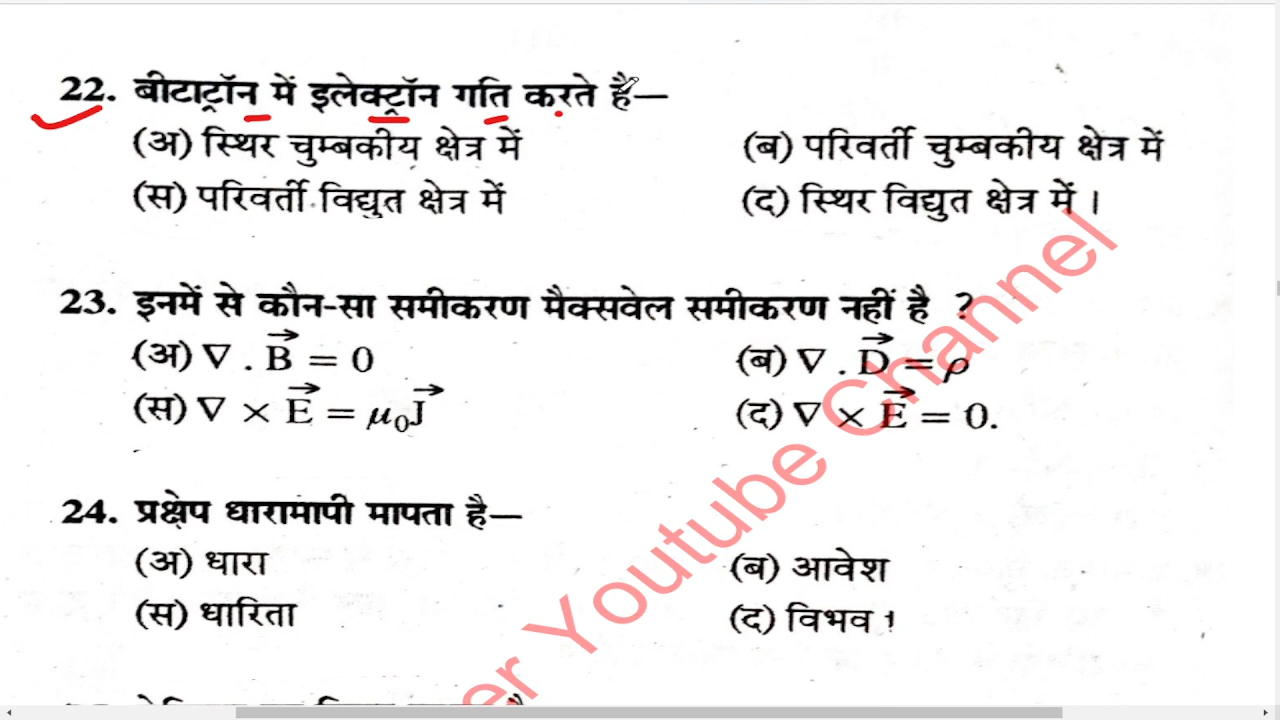 22. बीटाट्रॉन में इलेक्ट्रॉन गति करते हैं—
(अ) स्थिर चुम्बकीय क्षेत्र में (ब) परिवर्ती चुम्बकीय क्षेत्र में
(स) परिवर्ती विद्युत क्षेत्र में (द) स्थिर विद्युत क्षेत्र में।
23. इनमें से कौन-सा समीकरण मैक्सवेल समीकरण नहीं है ?
(अ) ∇ . B⃗ = 0 (ब) ∇ . D⃗ = ρ
(स) ∇ × E⃗ = μ₀J⃗ (द) ∇ × E⃗ = 0.
24. प्रक्षेप धारामापी मापता है—
(अ) धारा (ब) आवेश
(स) धारिता (द) विभव।
er Youtube Channel